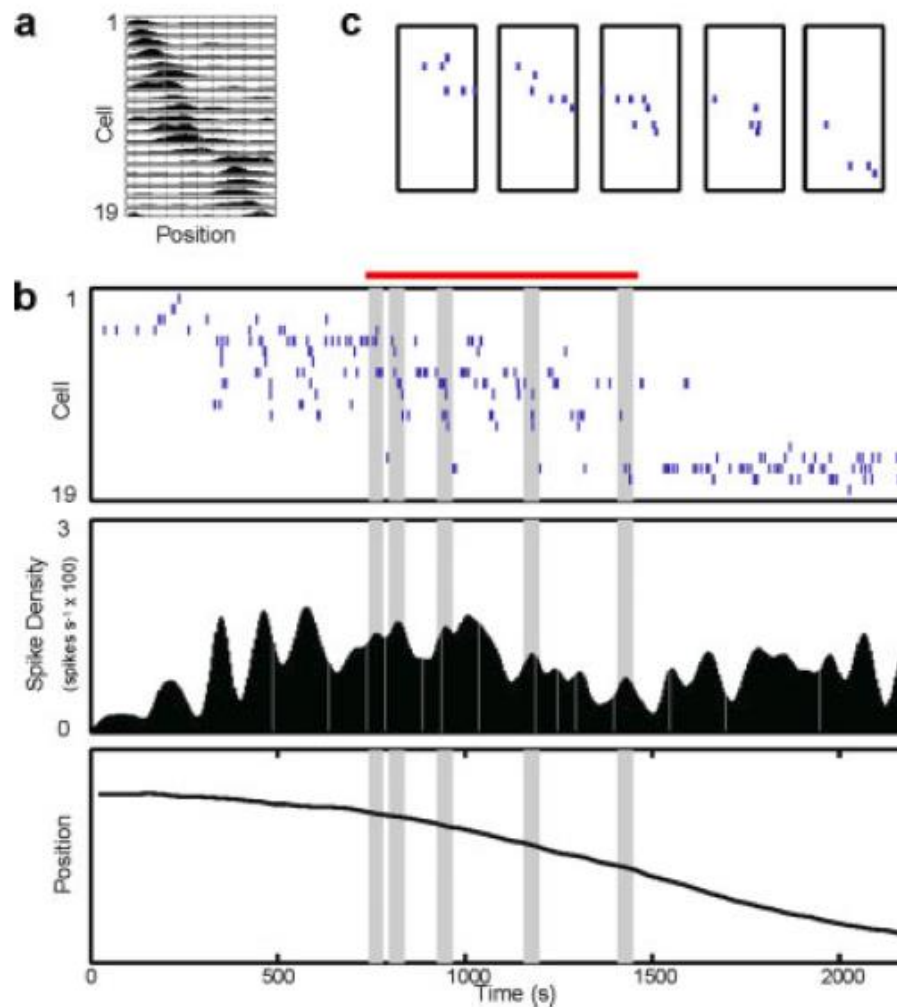 a
1
Cell
19
Position
c
b
1
Cell
19
3
Spike Density
(spikes s⁻¹ x 100)
0
Position
0
500
1000
1500
2000
Time (s)